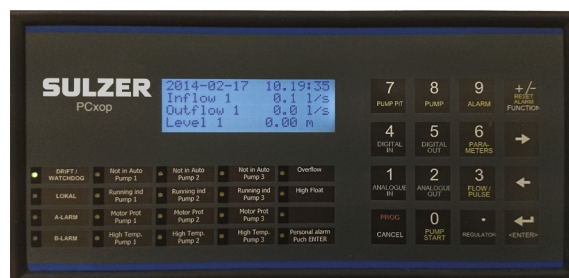 SULZER
PCxop
2014-02-17 10.19:35
Inflow 1 0.1 l/s
Outflow 1 0.0 l/s
Level 1 0.00 m
DRIFT / WATCHDOG
Not in Auto Pump 1
Not in Auto Pump 2
Not in Auto Pump 3
Overflow
LOKAL
Running ind Pump 1
Running ind Pump 2
Running ind Pump 3
High Float
A-LARM
Motor Prot Pump 1
Motor Prot Pump 2
Motor Prot Pump 3
B-LARM
High Temp. Pump 1
High Temp. Pump 2
High Temp. Pump 3
Personal alarm Puch ENTER
7 PUMP PIT
8 PUMP
9 ALARM
+/- RESET ALARM FUNCTION
4 DIGITAL IN
5 DIGITAL OUT
6 PARA- METERS
1 ANALOGUE IN
2 ANALOGUE OUT
3 FLOW / PULSE
PROG CANCEL
0 PUMP START
. REGULATOR
<ENTER>